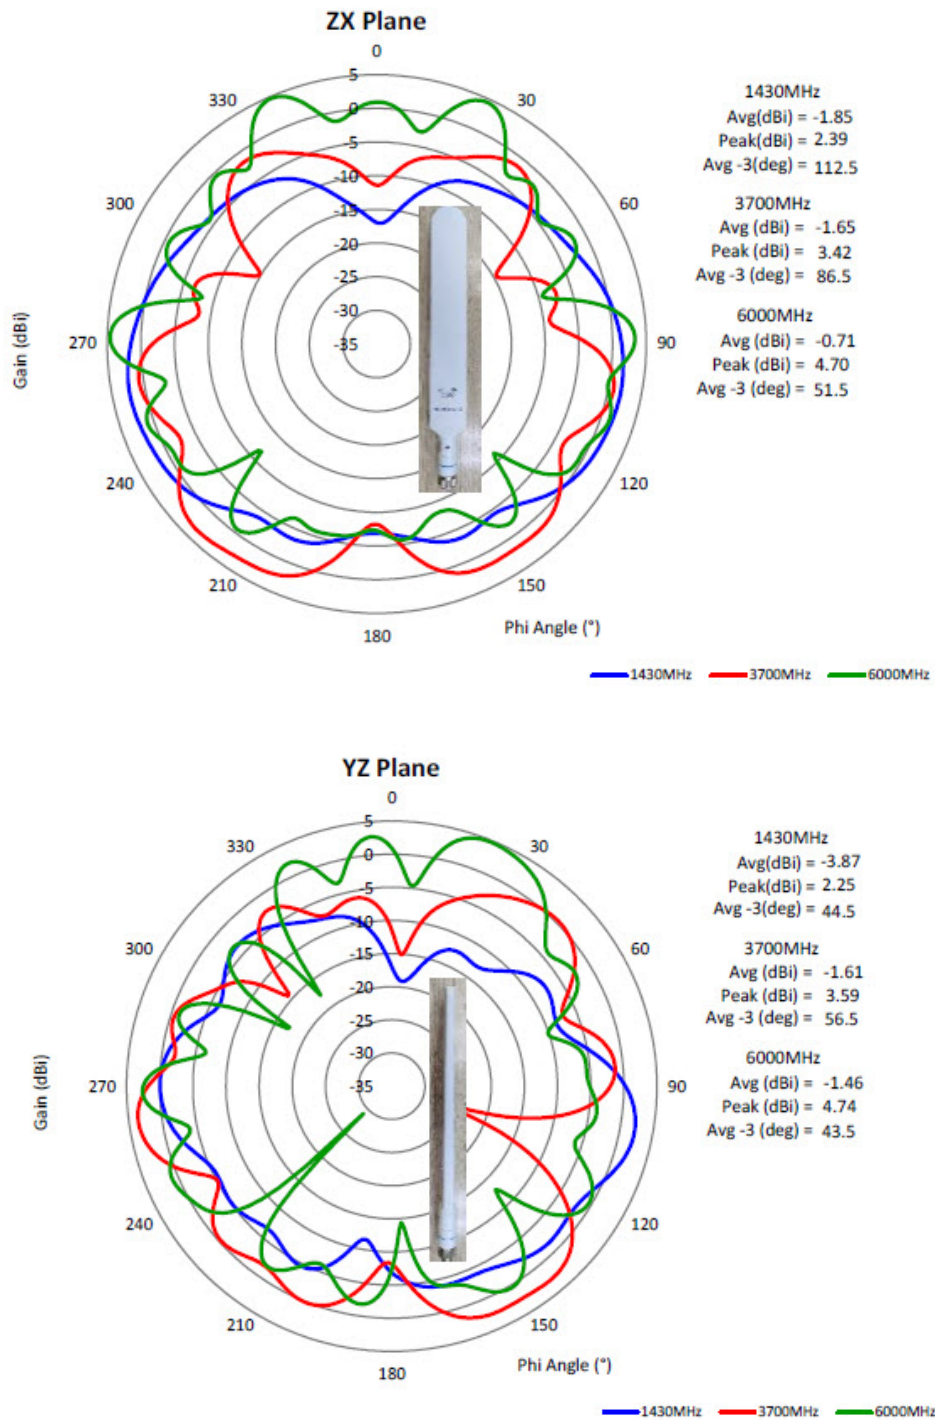 ZX Plane
0
5
330
0
30
-5
-10
300
-15
60
-20
-25
-30
270
-35
90
Gain (dBi)
240
120
210
150
180
Phi Angle (°)
1430MHz
Avg(dBi) = -1.85
Peak(dBi) = 2.39
Avg -3(deg) = 112.5
3700MHz
Avg (dBi) = -1.65
Peak (dBi) = 3.42
Avg -3 (deg) = 86.5
6000MHz
Avg (dBi) = -0.71
Peak (dBi) = 4.70
Avg -3 (deg) = 51.5
1430MHz 3700MHz 6000MHz
YZ Plane
0
5
330
0
30
-5
-10
300
-15
60
-20
-25
-30
270
-35
90
Gain (dBi)
240
120
210
150
180
Phi Angle (°)
1430MHz
Avg(dBi) = -3.87
Peak(dBi) = 2.25
Avg -3(deg) = 44.5
3700MHz
Avg (dBi) = -1.61
Peak (dBi) = 3.59
Avg -3 (deg) = 56.5
6000MHz
Avg (dBi) = -1.46
Peak (dBi) = 4.74
Avg -3 (deg) = 43.5
1430MHz 3700MHz 6000MHz